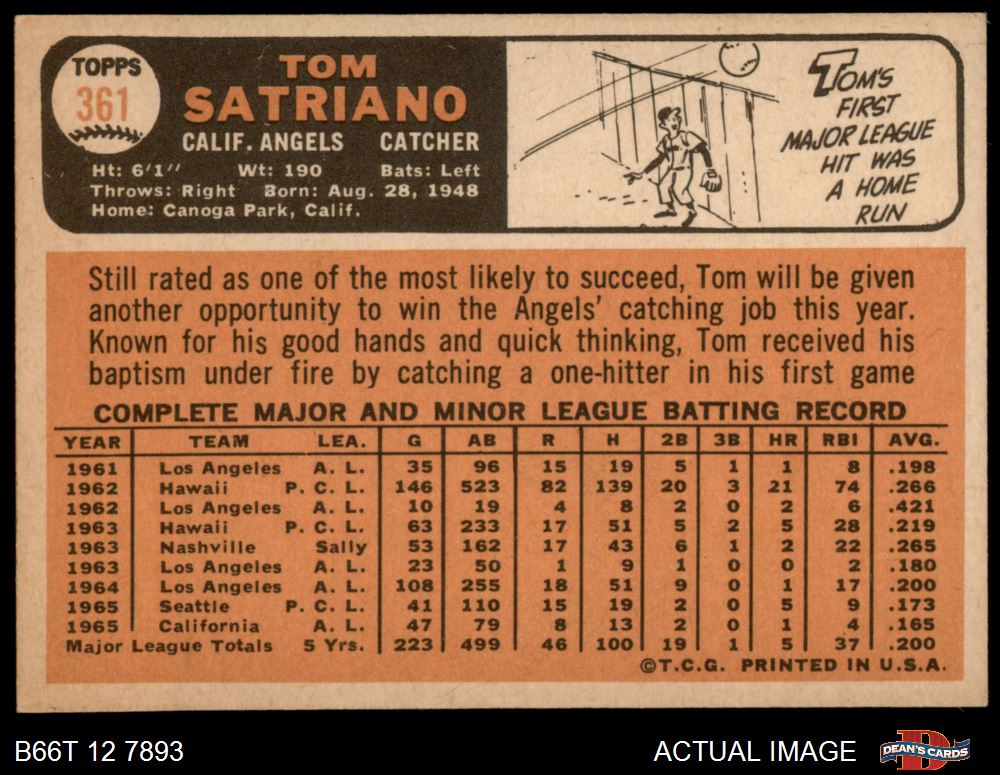 TOPPS
361
TOM
SATRIANO
CALIF. ANGELS CATCHER
Ht: 6'1'' Wt: 190 Bats: Left
Throws: Right Born: Aug. 28, 1948
Home: Canoga Park, Calif.
TOM'S
FIRST
MAJOR LEAGUE
HIT WAS
A HOME
RUN
Still rated as one of the most likely to succeed, Tom will be given
another opportunity to win the Angels' catching job this year.
Known for his good hands and quick thinking, Tom received his
baptism under fire by catching a one-hitter in his first game
COMPLETE MAJOR AND MINOR LEAGUE BATTING RECORD
YEAR TEAM LEA. G AB R H 2B 3B HR RBI AVG.
1961 Los Angeles A. L. 35 96 15 19 5 1 1 8 .198
1962 Hawaii P. C. L. 146 523 82 139 20 3 21 74 .266
1962 Los Angeles A. L. 10 19 4 8 2 0 2 6 .421
1963 Hawaii P. C. L. 63 233 17 51 5 2 5 28 .219
1963 Nashville Sally 53 162 17 43 6 1 2 22 .265
1963 Los Angeles A. L. 23 50 1 9 1 0 0 2 .180
1964 Los Angeles A. L. 108 255 18 51 9 0 1 17 .200
1965 Seattle P. C. L. 41 110 15 19 2 0 5 9 .173
1965 California A. L. 47 79 8 13 2 0 1 4 .165
Major League Totals 5 Yrs. 223 499 46 100 19 1 5 37 .200
©T.C.G. PRINTED IN U.S.A.
B66T 12 7893 ACTUAL IMAGE DEAN'S CARDS